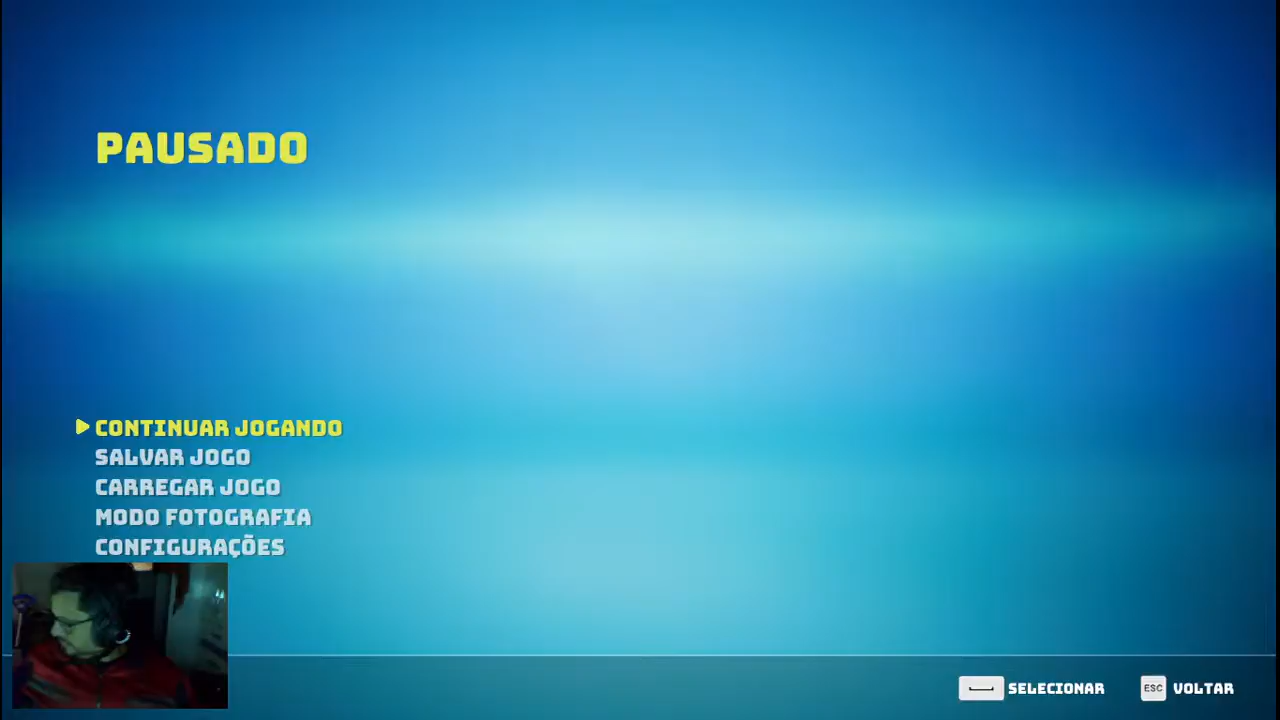 PAUSADO
CONTINUAR JOGANDO
SALVAR JOGO
CARREGAR JOGO
MODO FOTOGRAFIA
CONFIGURAÇÕES
SELECIONAR
ESC VOLTAR